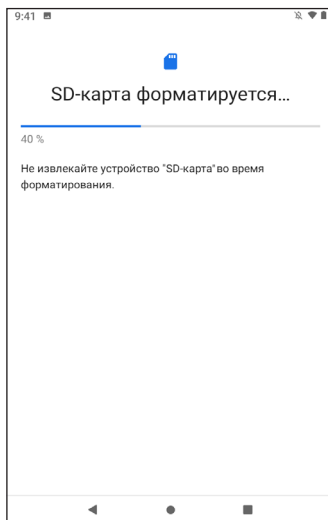 9:41
SD-карта форматируется...
40 %
Не извлекайте устройство "SD-карта" во время
форматирования.